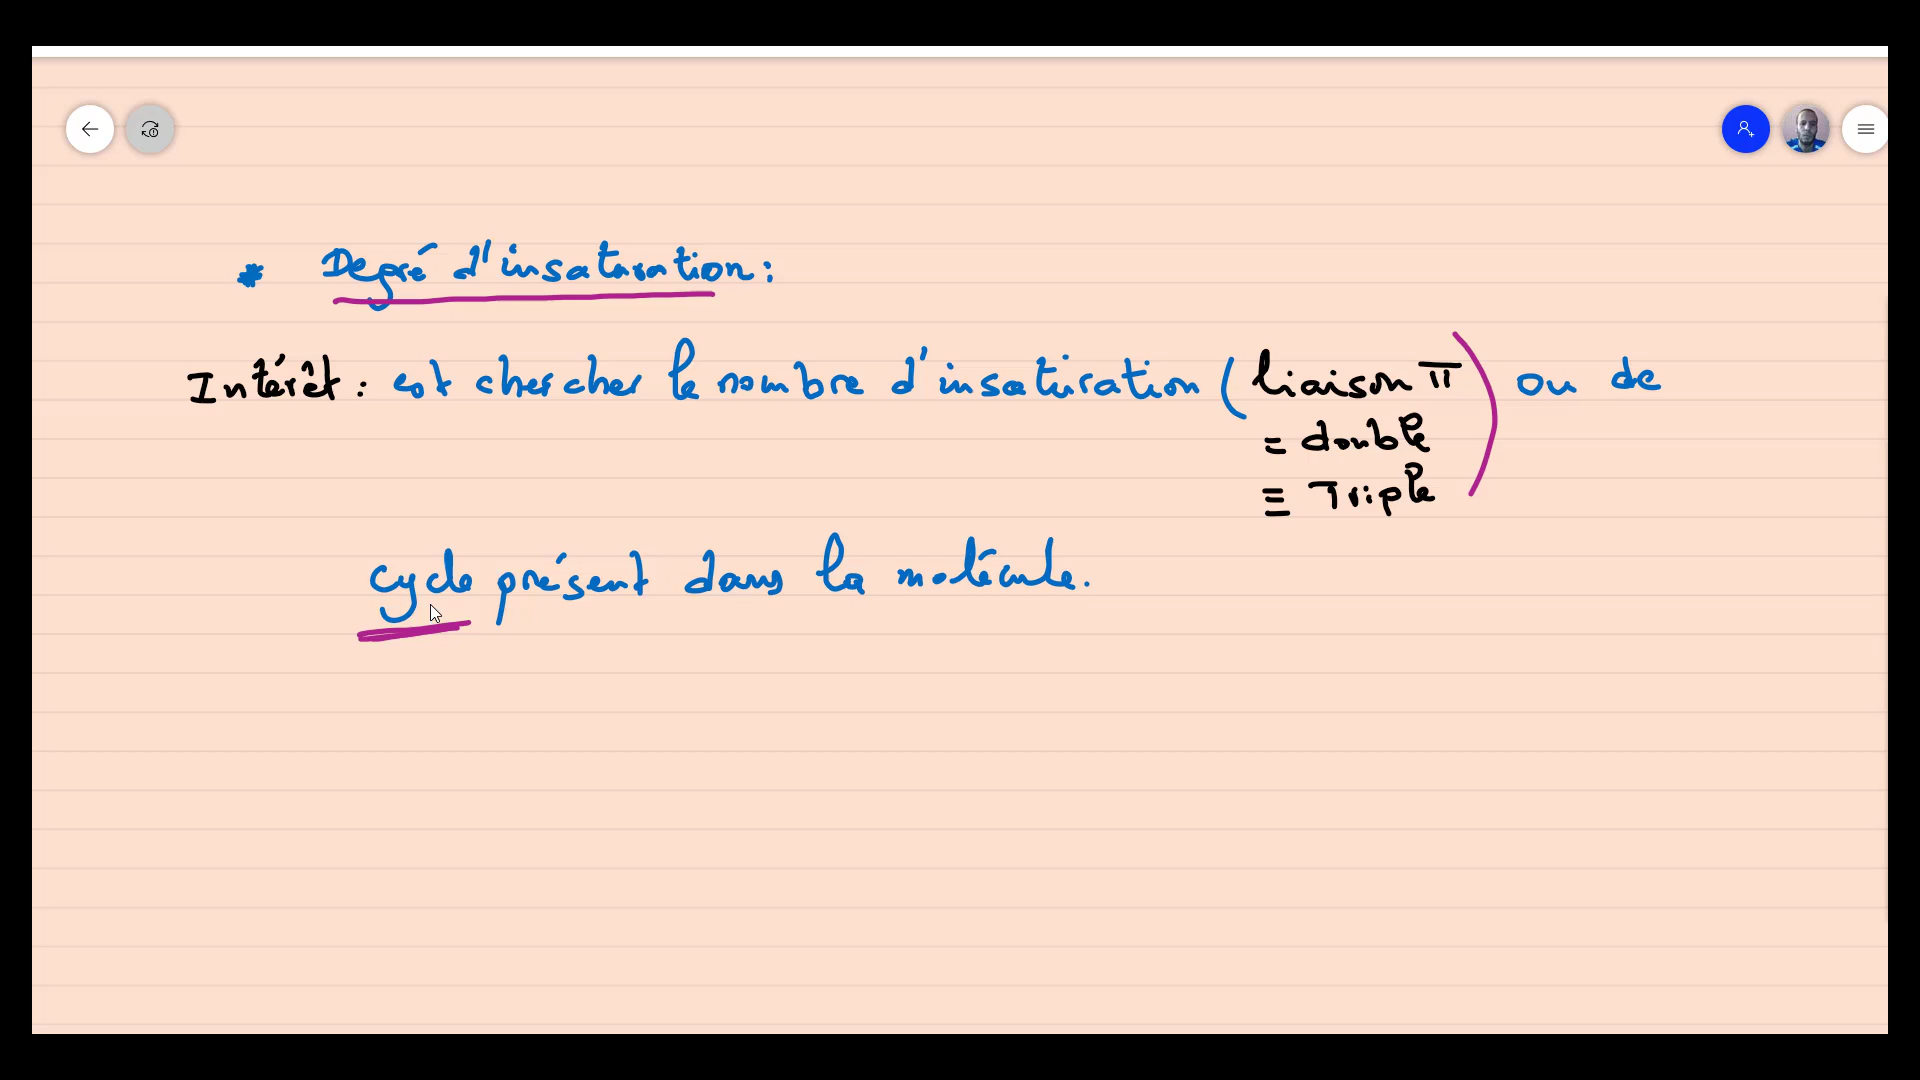 * Degré d'insaturation :
Intérêt : est chercher le nombre d'insaturation ( liaison π ) ou de
= double
≡ Triple
cycle présent dans la molécule.